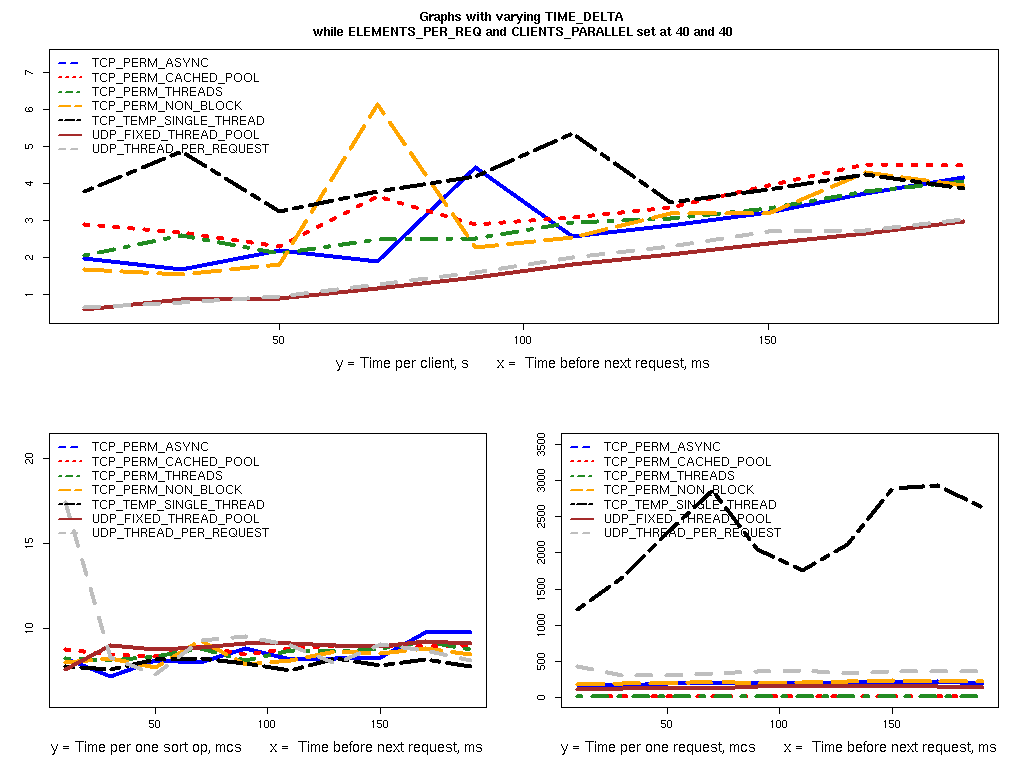 Graphs with varying TIME_DELTA
while ELEMENTS_PER_REQ and CLIENTS_PARALLEL set at 40 and 40
TCP_PERM_ASYNC
TCP_PERM_CACHED_POOL
TCP_PERM_THREADS
TCP_PERM_NON_BLOCK
TCP_TEMP_SINGLE_THREAD
UDP_FIXED_THREAD_POOL
UDP_THREAD_PER_REQUEST
7
6
5
4
3
2
1
50 100 150
y = Time per client, s x = Time before next request, ms
TCP_PERM_ASYNC
TCP_PERM_CACHED_POOL
TCP_PERM_THREADS
TCP_PERM_NON_BLOCK
TCP_TEMP_SINGLE_THREAD
UDP_FIXED_THREAD_POOL
UDP_THREAD_PER_REQUEST
20
15
10
50 100 150
y = Time per one sort op, mcs x = Time before next request, ms
TCP_PERM_ASYNC
TCP_PERM_CACHED_POOL
TCP_PERM_THREADS
TCP_PERM_NON_BLOCK
TCP_TEMP_SINGLE_THREAD
UDP_FIXED_THREAD_POOL
UDP_THREAD_PER_REQUEST
3500
3000
2500
2000
1500
1000
500
0
50 100 150
y = Time per one request, mcs x = Time before next request, ms